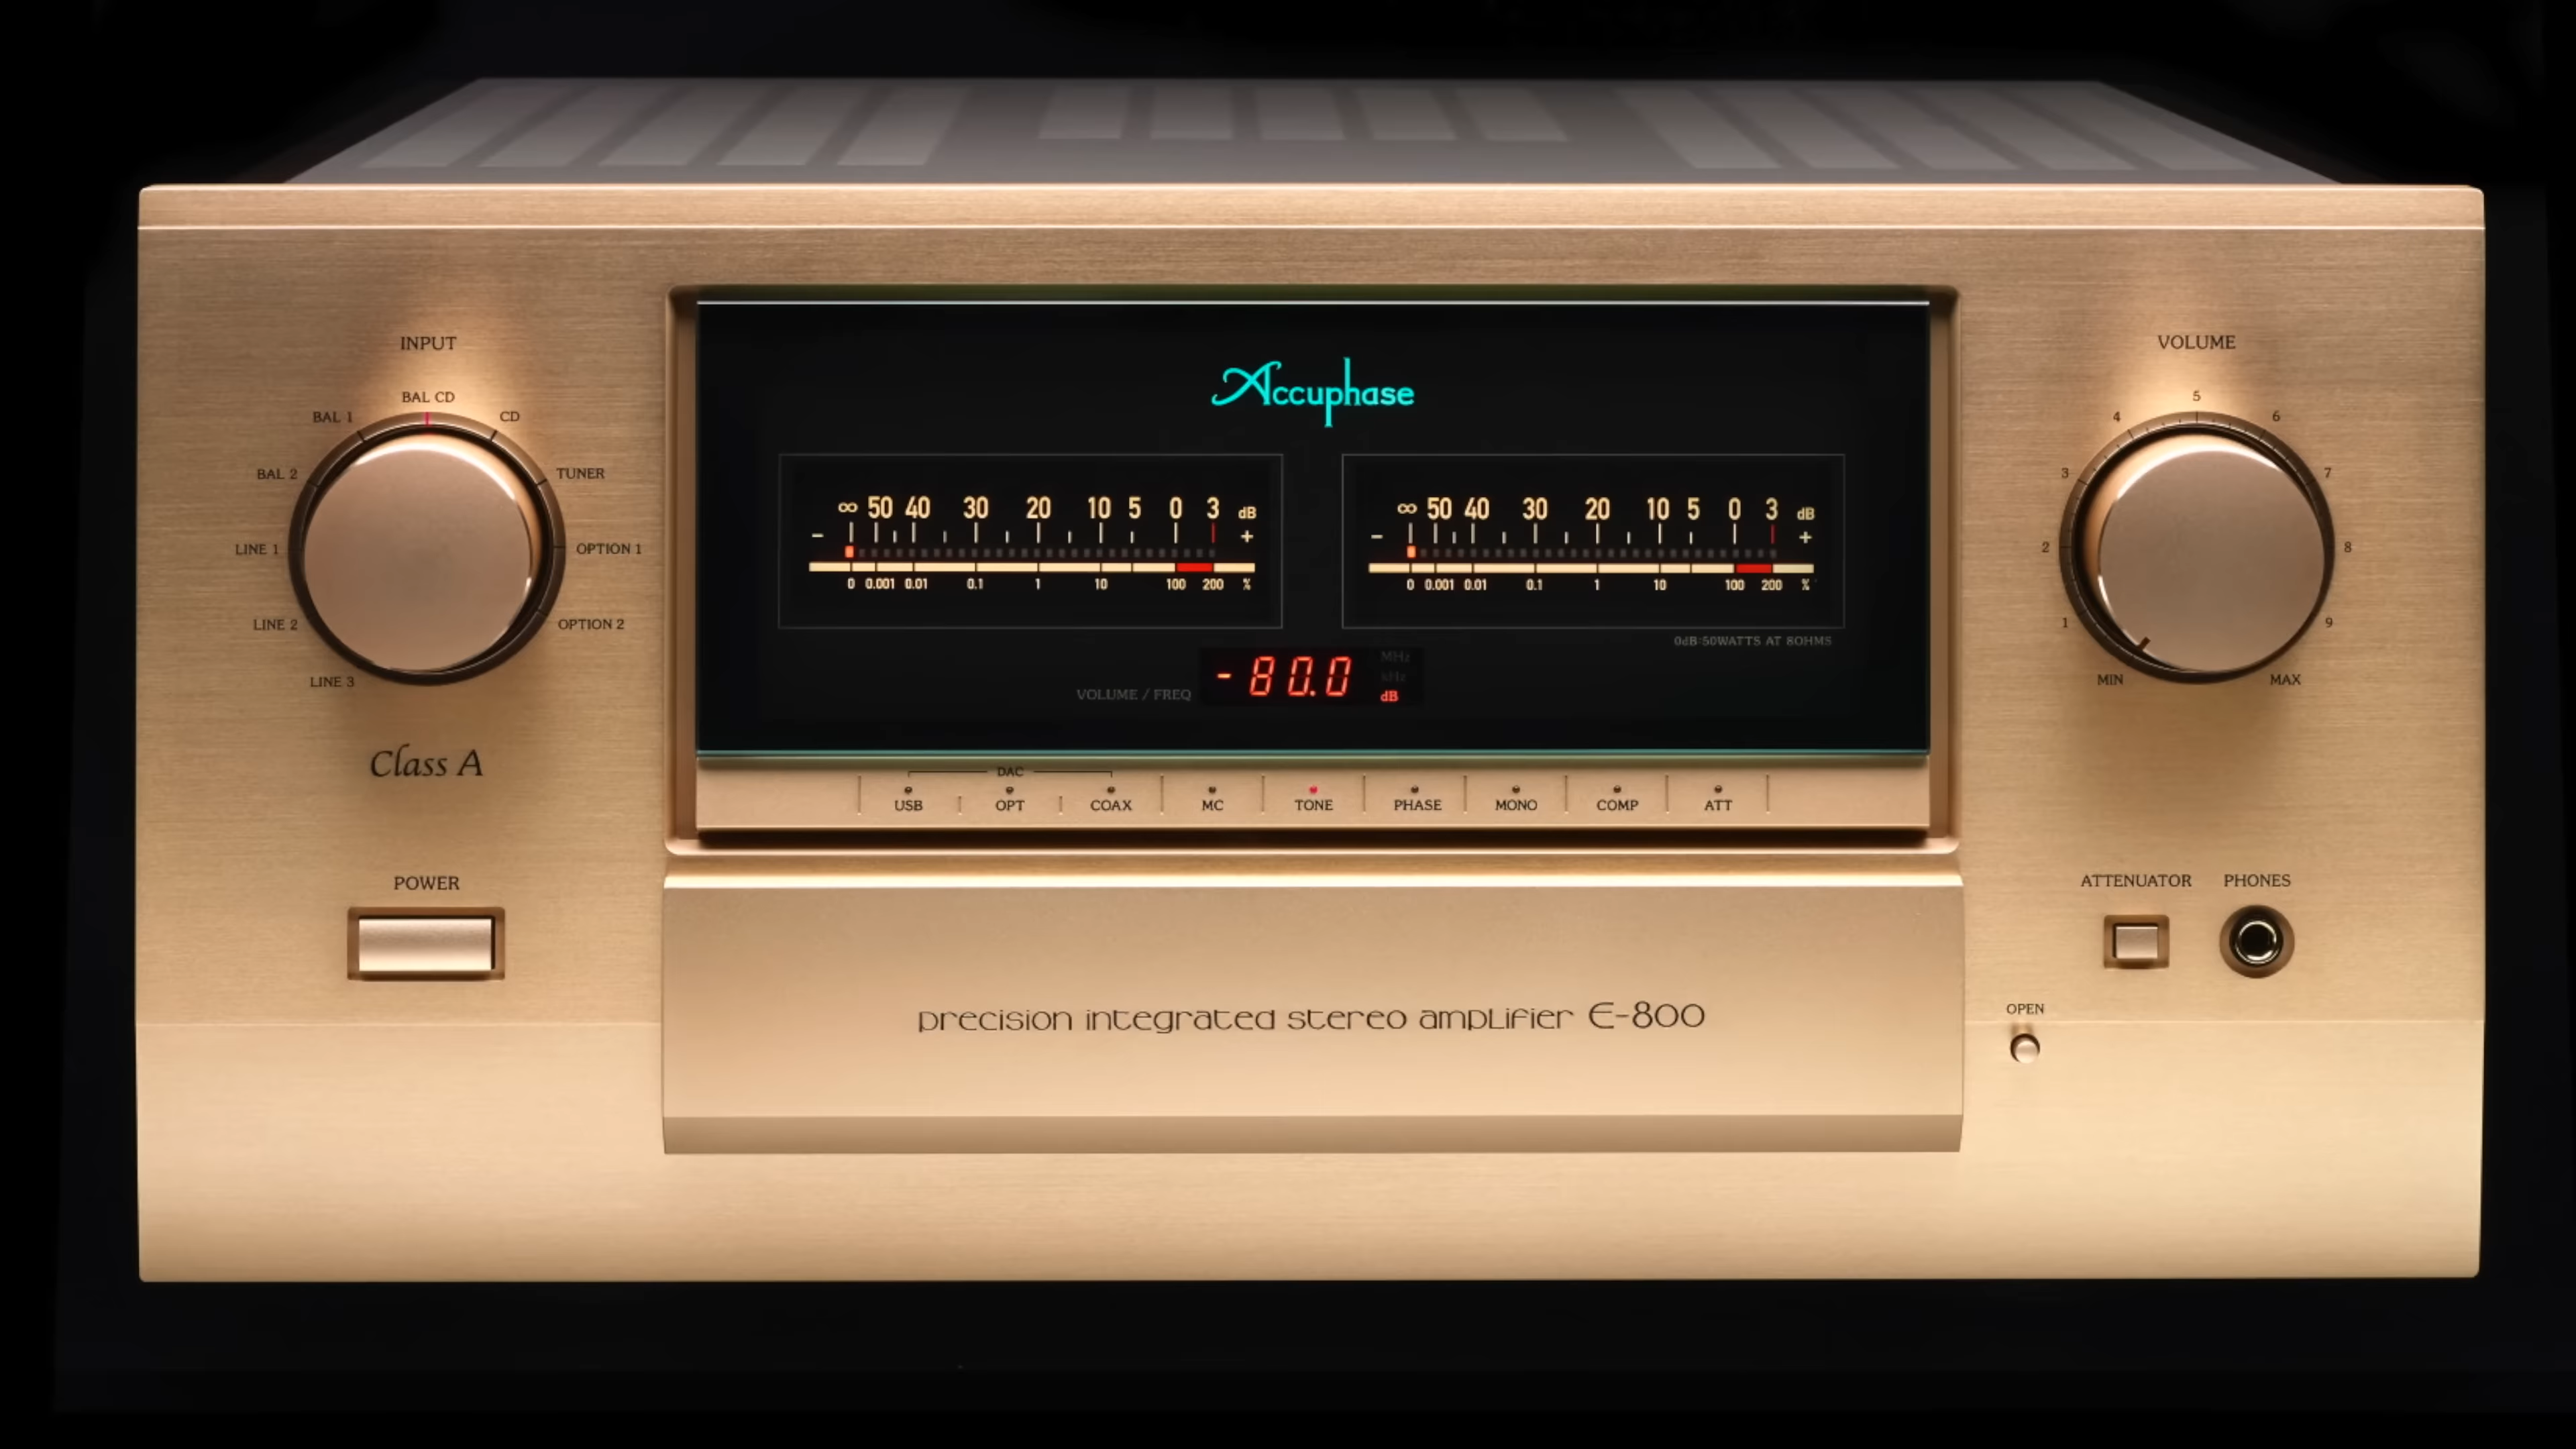 INPUT
BAL CD
BAL 1
CD
BAL 2
TUNER
LINE 1
OPTION 1
LINE 2
OPTION 2
LINE 3
Class A
POWER
Accuphase
∞ 50 40 30 20 10 5 0 3 dB
- +
0 0.001 0.01 0.1 1 10 100 200 %
∞ 50 40 30 20 10 5 0 3 dB
- +
0 0.001 0.01 0.1 1 10 100 200 %
0dB:50WATTS AT 8OHMS
VOLUME / FREQ
-80.0
MHz
kHz
dB
DAC
USB OPT COAX MC TONE PHASE MONO COMP ATT
precision integrated stereo amplifier E-800
VOLUME
5
4 6
3 7
2 8
1 9
MIN MAX
ATTENUATOR PHONES
OPEN